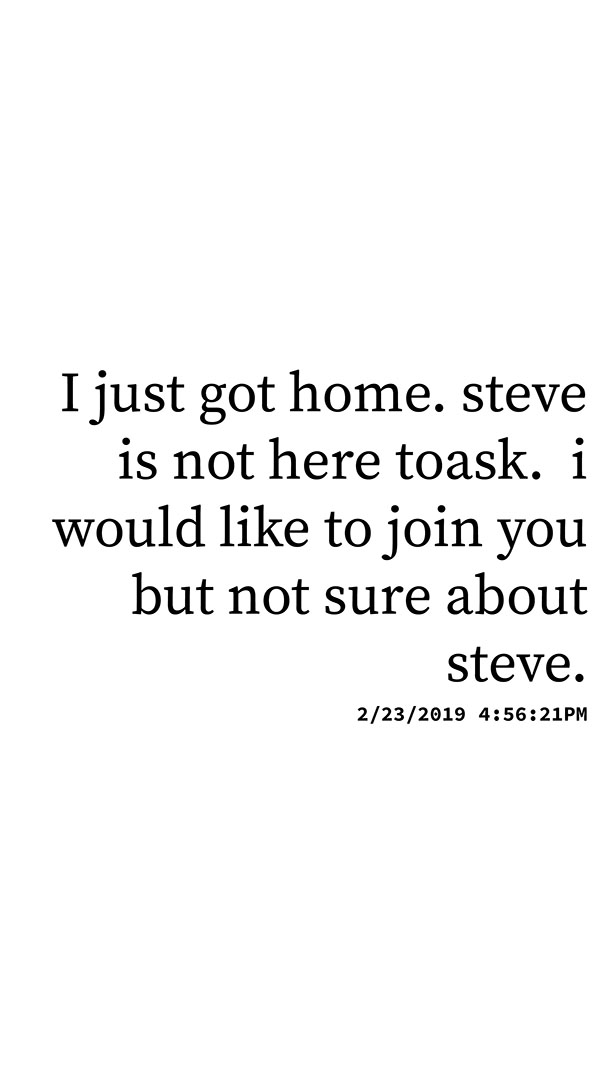 I just got home. steve
is not here toask.  i
would like to join you
but not sure about
steve.
2/23/2019 4:56:21PM